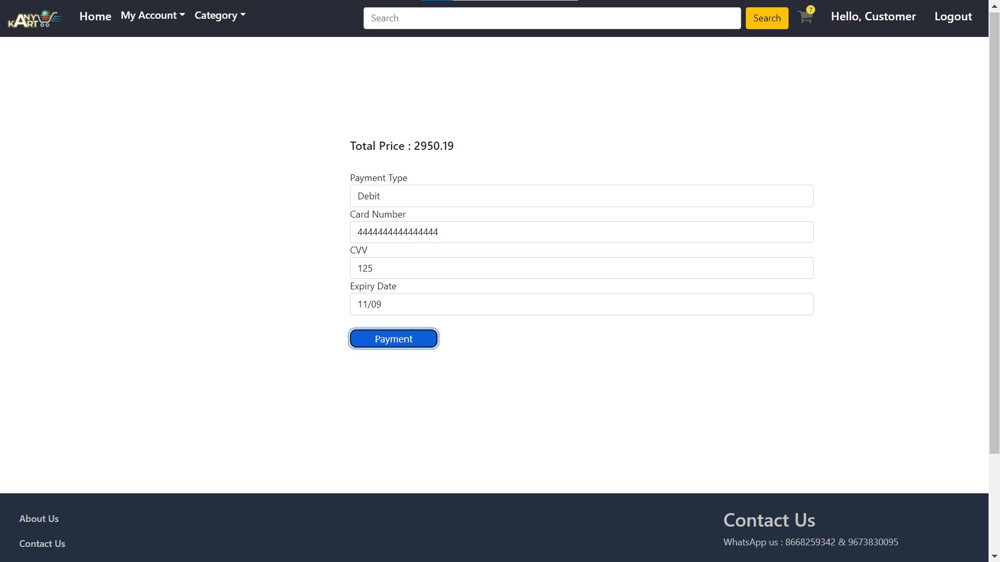 ANY
KART
Home
My Account
Category
Search
Search
7
Hello, Customer
Logout
Total Price : 2950.19
Payment Type
Debit
Card Number
4444444444444444
CVV
125
Expiry Date
11/09
Payment
About Us
Contact Us
Contact Us
WhatsApp us : 8668259342 & 9673830095